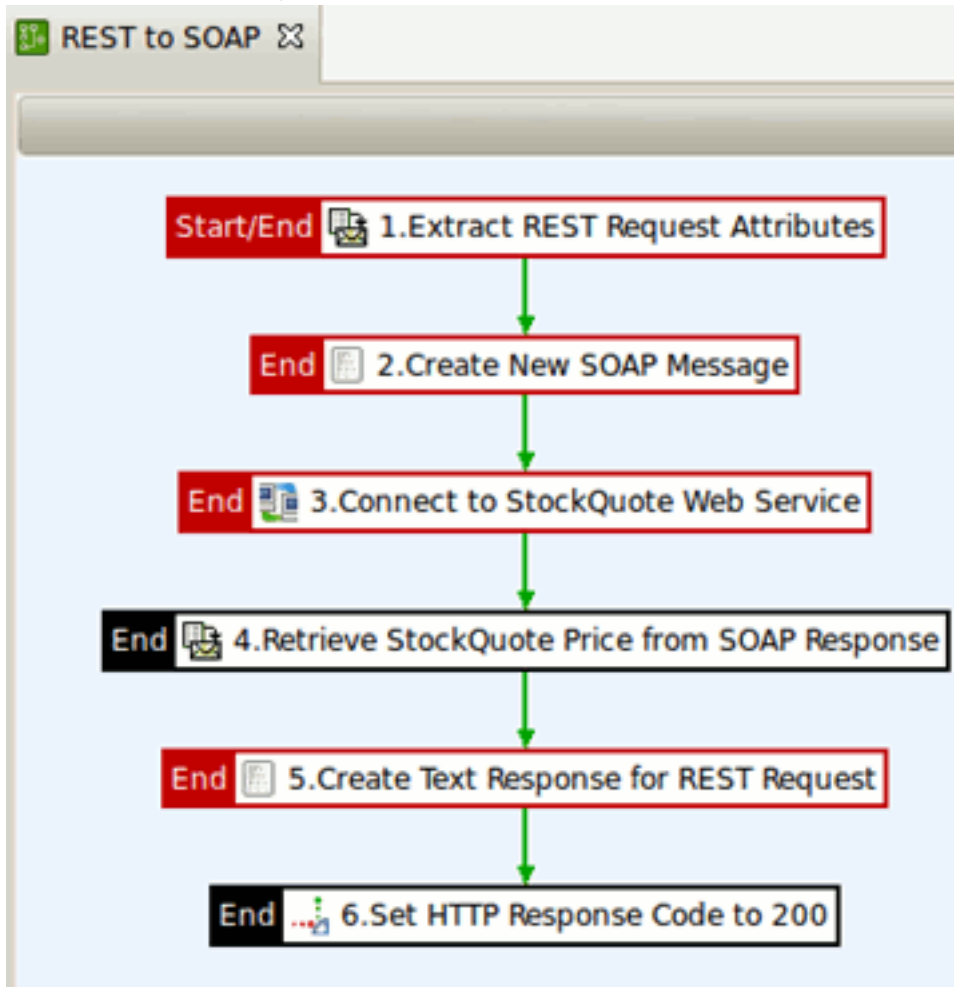 REST to SOAP
Start/End 1.Extract REST Request Attributes
End 2.Create New SOAP Message
End 3.Connect to StockQuote Web Service
End 4.Retrieve StockQuote Price from SOAP Response
End 5.Create Text Response for REST Request
End 6.Set HTTP Response Code to 200